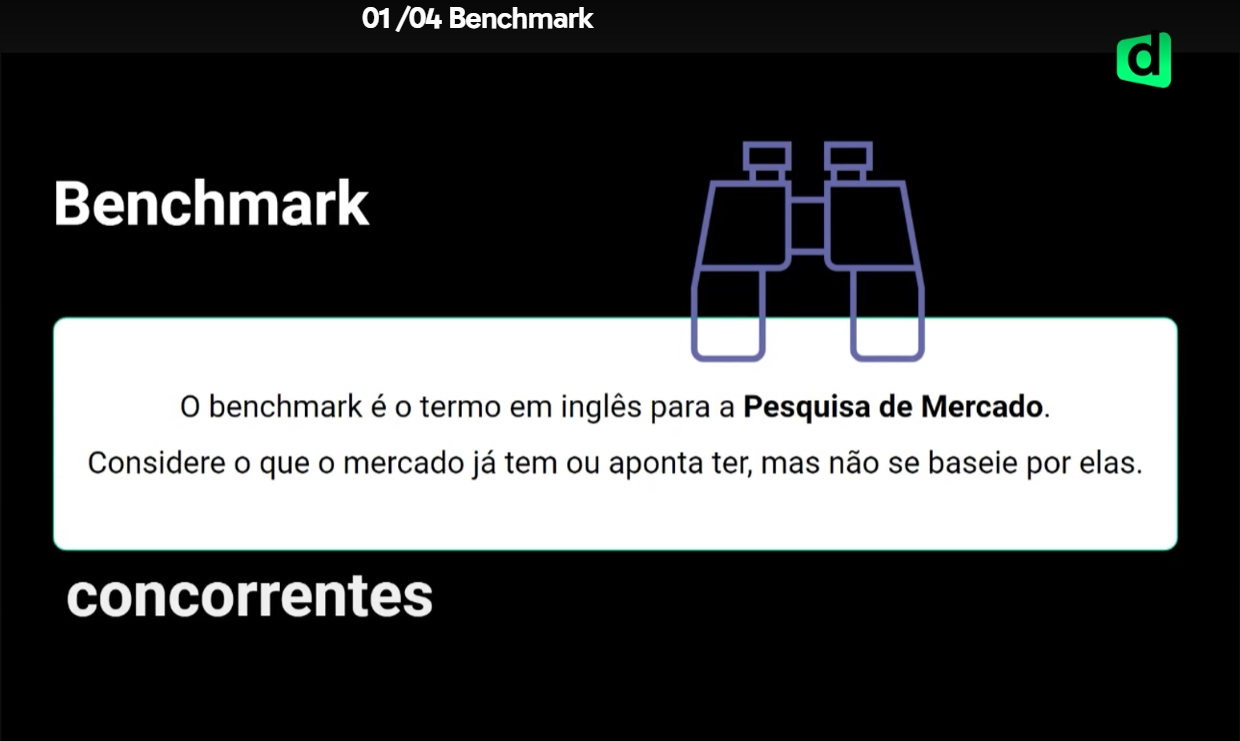 01 /04 Benchmark
d
Benchmark
O benchmark é o termo em inglês para a Pesquisa de Mercado.
Considere o que o mercado já tem ou aponta ter, mas não se baseie por elas.
concorrentes